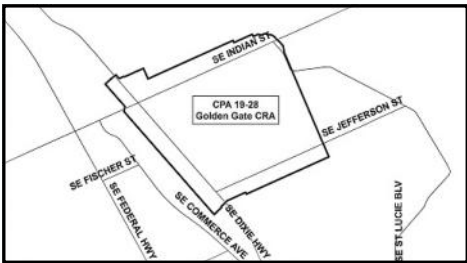 SE INDIAN ST
CPA 19-28
Golden Gate CRA
SE JEFFERSON ST
SE FISCHER ST
SE FEDERAL HWY
SE COMMERCE AVE
SE DIXIE HWY
SE ST LUCIE BLV